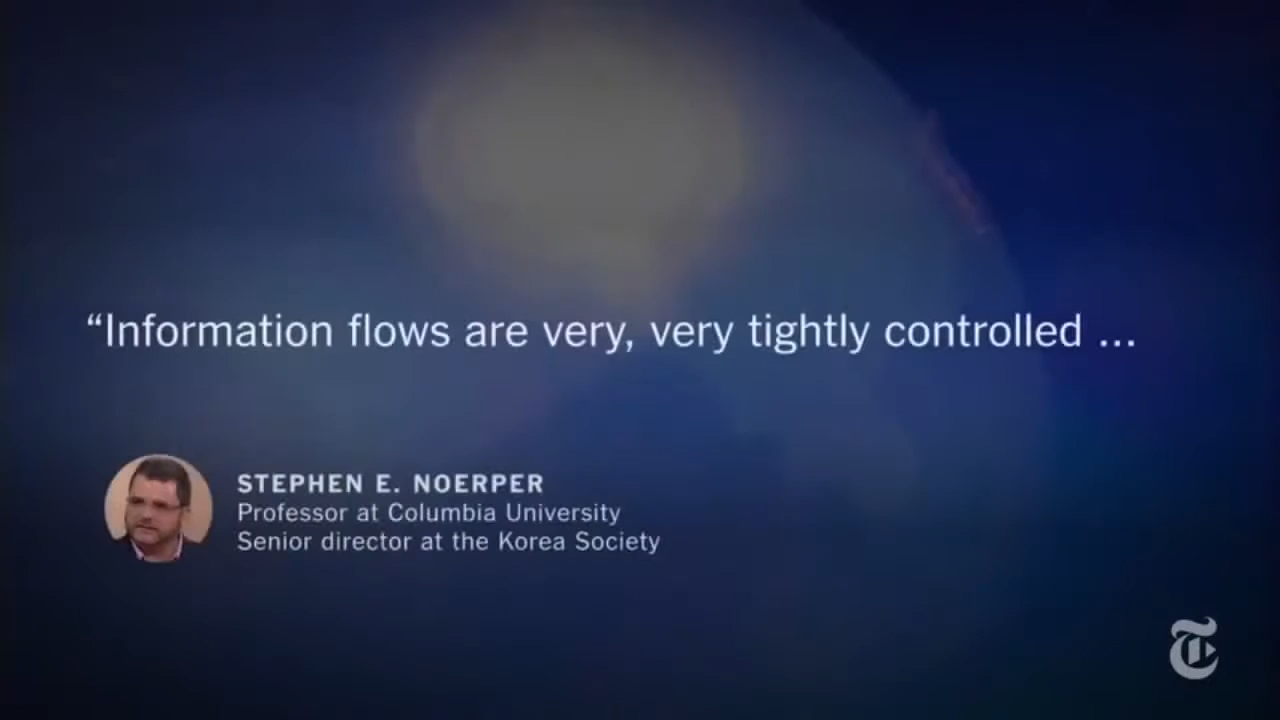 “Information flows are very, very tightly controlled ...
STEPHEN E. NOERPER
Professor at Columbia University
Senior director at the Korea Society
T